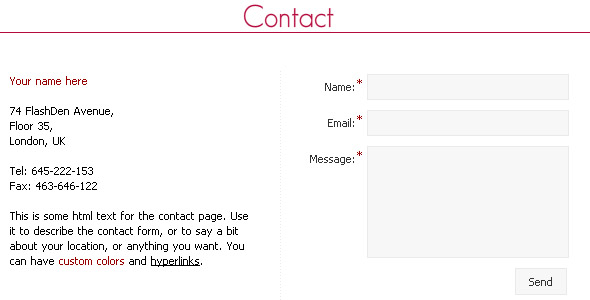 Contact
Your name here
74 FlashDen Avenue,
Floor 35,
London, UK
Tel: 645-222-153
Fax: 463-646-122
This is some html text for the contact page. Use
it to describe the contact form, or to say a bit
about your location, or anything you want. You
can have custom colors and hyperlinks.
Name:*
Email:*
Message:*
Send